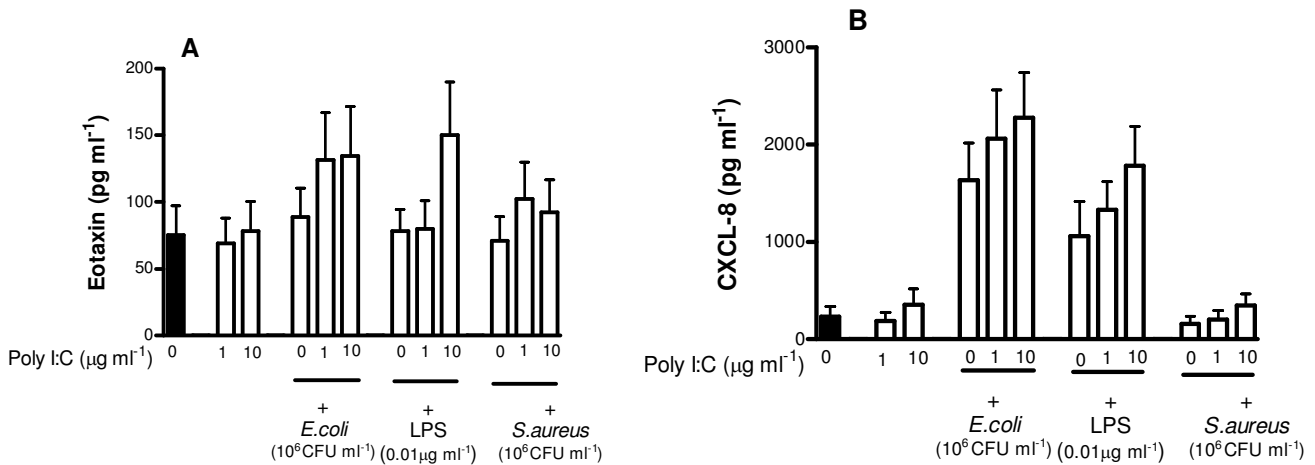 A
Eotaxin (pg ml⁻¹)
200
150
100
50
0
Poly I:C (µg ml⁻¹) 0 1 10 0 1 10 0 1 10 0 1 10
+ + +
E.coli LPS S.aureus
(10⁶CFU ml⁻¹) (0.01µg ml⁻¹) (10⁶CFU ml⁻¹)
B
CXCL-8 (pg ml⁻¹)
3000
2000
1000
0
Poly I:C (µg ml⁻¹) 0 1 10 0 1 10 0 1 10 0 1 10
+ + +
E.coli LPS S.aureus
(10⁶CFU ml⁻¹) (0.01µg ml⁻¹) (10⁶CFU ml⁻¹)